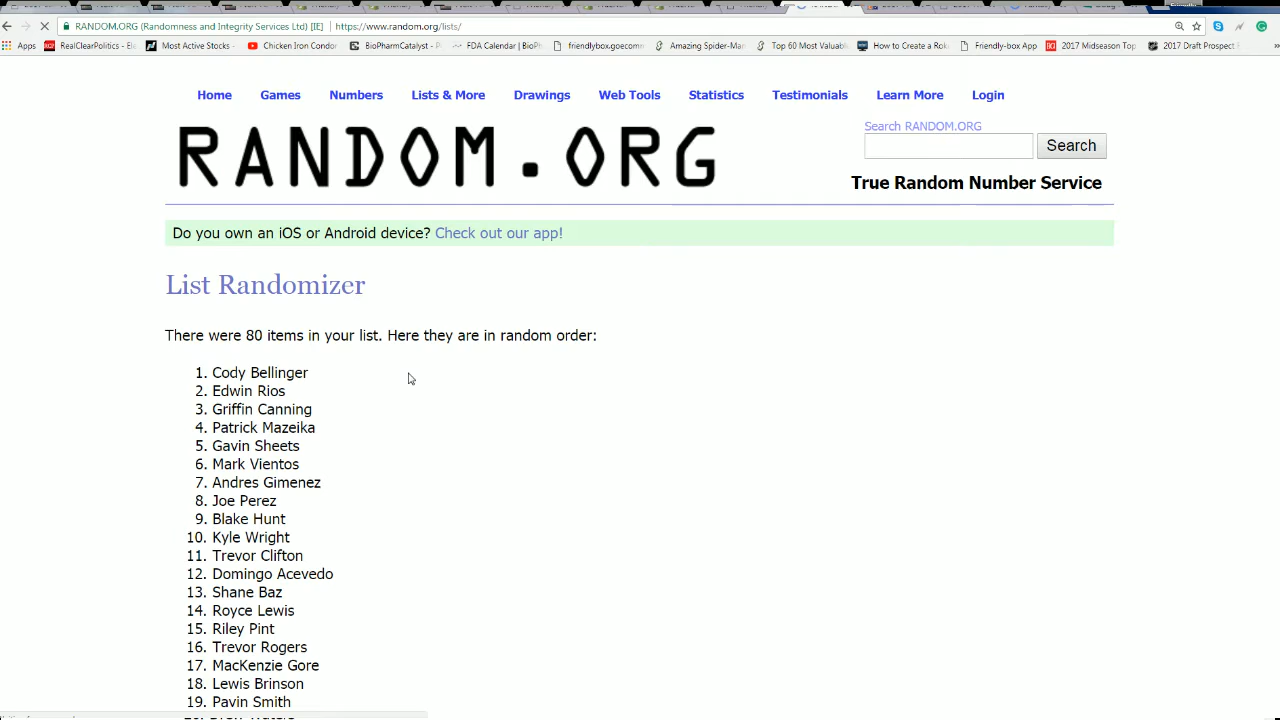 RANDOM.ORG (Randomness and Integrity Services Ltd) [IE] https://www.random.org/lists/
Apps RealClearPolitics - Ele Most Active Stocks - Chicken Iron Condor BioPharmCatalyst - P FDA Calendar | BioPh friendlybox.goecomm Amazing Spider-Man Top 60 Most Valuabl How to Create a Rok Friendly-box App 2017 Midseason Top 2017 Draft Prospect
Home Games Numbers Lists & More Drawings Web Tools Statistics Testimonials Learn More Login
RANDOM.ORG
Search RANDOM.ORG
Search
True Random Number Service
Do you own an iOS or Android device? Check out our app!
List Randomizer
There were 80 items in your list. Here they are in random order:
1. Cody Bellinger
2. Edwin Rios
3. Griffin Canning
4. Patrick Mazeika
5. Gavin Sheets
6. Mark Vientos
7. Andres Gimenez
8. Joe Perez
9. Blake Hunt
10. Kyle Wright
11. Trevor Clifton
12. Domingo Acevedo
13. Shane Baz
14. Royce Lewis
15. Riley Pint
16. Trevor Rogers
17. MacKenzie Gore
18. Lewis Brinson
19. Pavin Smith